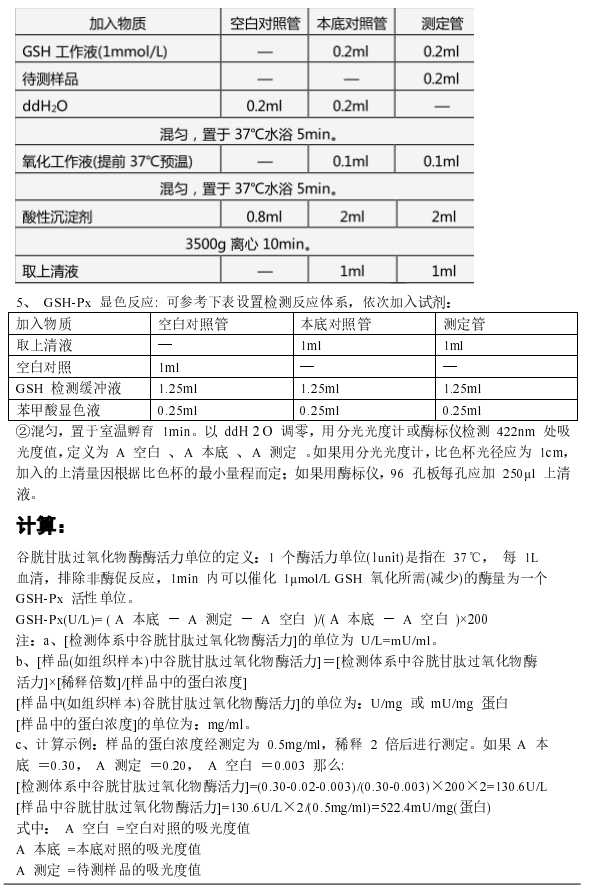 加入物质 空白对照管 本底对照管 测定管
GSH 工作液(1mmol/L) — 0.2ml 0.2ml
待测样品 — — 0.2ml
ddH₂O 0.2ml 0.2ml —
混匀，置于 37℃水浴 5min。
氧化工作液(提前 37℃预温) — 0.1ml 0.1ml
混匀，置于 37℃水浴 5min。
酸性沉淀剂 0.8ml 2ml 2ml
3500g 离心 10min。
取上清液 — 1ml 1ml
5、 GSH-Px 显色反应: 可参考下表设置检测反应体系，依次加入试剂:
加入物质 空白对照管 本底对照管 测定管
取上清液 — 1ml 1ml
空白对照 1ml — —
GSH 检测缓冲液 1.25ml 1.25ml 1.25ml
苯甲酸显色液 0.25ml 0.25ml 0.25ml
②混匀，置于室温孵育 1min。以 ddH 2 O 调零，用分光光度计或酶标仪检测 422nm 处吸
光度值,定义为 A 空白 、A 本底 、A 测定 。如果用分光光度计，比色杯光径应为 1cm，
加入的上清量因根据比色杯的最小量程而定；如果用酶标仪，96 孔板每孔应加 250μl 上清
液。
计算：
谷胱甘肽过氧化物酶酶活力单位的定义：1 个酶活力单位(1unit)是指在 37℃， 每 1L
血清，排除非酶促反应，1min 内可以催化 1μmol/L GSH 氧化所需(减少)的酶量为一个
GSH-Px 活性单位。
GSH-Px(U/L)= ( A 本底 － A 测定 － A 空白 )/( A 本底 － A 空白 )×200
注：a、[检测体系中谷胱甘肽过氧化物酶活力]的单位为 U/L=mU/ml。
b、[样品(如组织样本)中谷胱甘肽过氧化物酶活力]＝[检测体系中谷胱甘肽过氧化物酶
活力]×[稀释倍数]/[样品中的蛋白浓度]
[样品中(如组织样本)谷胱甘肽过氧化物酶活力]的单位为：U/mg 或 mU/mg 蛋白
[样品中的蛋白浓度]的单位为：mg/ml。
c、计算示例：样品的蛋白浓度经测定为 0.5mg/ml，稀释 2 倍后进行测定。如果 A 本
底 =0.30， A 测定 =0.20， A 空白 =0.003 那么:
[检测体系中谷胱甘肽过氧化物酶活力]=(0.30-0.02-0.003)/(0.30-0.003)×200×2=130.6U/L
[样品中谷胱甘肽过氧化物酶活力]=130.6U/L×2/(0.5mg/ml)=522.4mU/mg(蛋白)
式中： A 空白 =空白对照的吸光度值
A 本底 =本底对照的吸光度值
A 测定 =待测样品的吸光度值